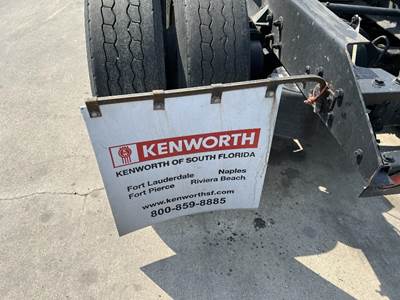 KENWORTH
KENWORTH OF SOUTH FLORIDA
Fort Lauderdale Naples
Fort Pierce Riviera Beach
www.kenworthsf.com
800-859-8885